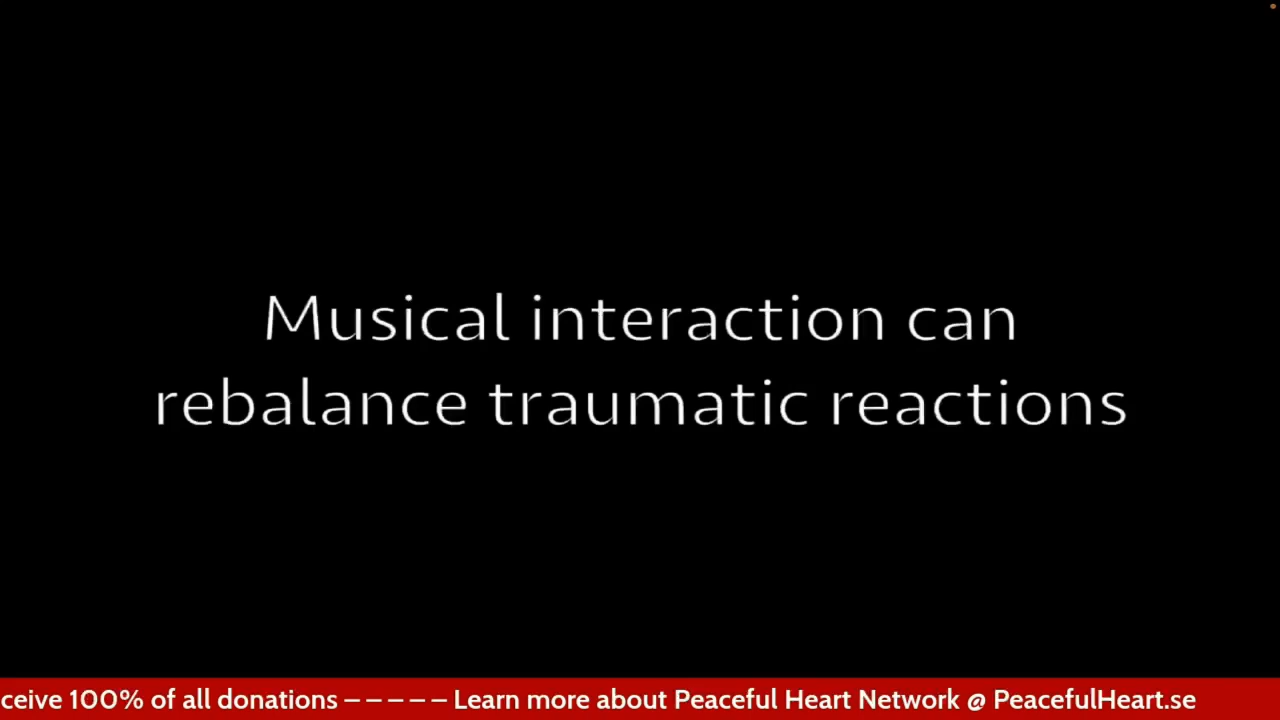 Musical interaction can
rebalance traumatic reactions
ceive 100% of all donations – – – – – Learn more about Peaceful Heart Network @ PeacefulHeart.se